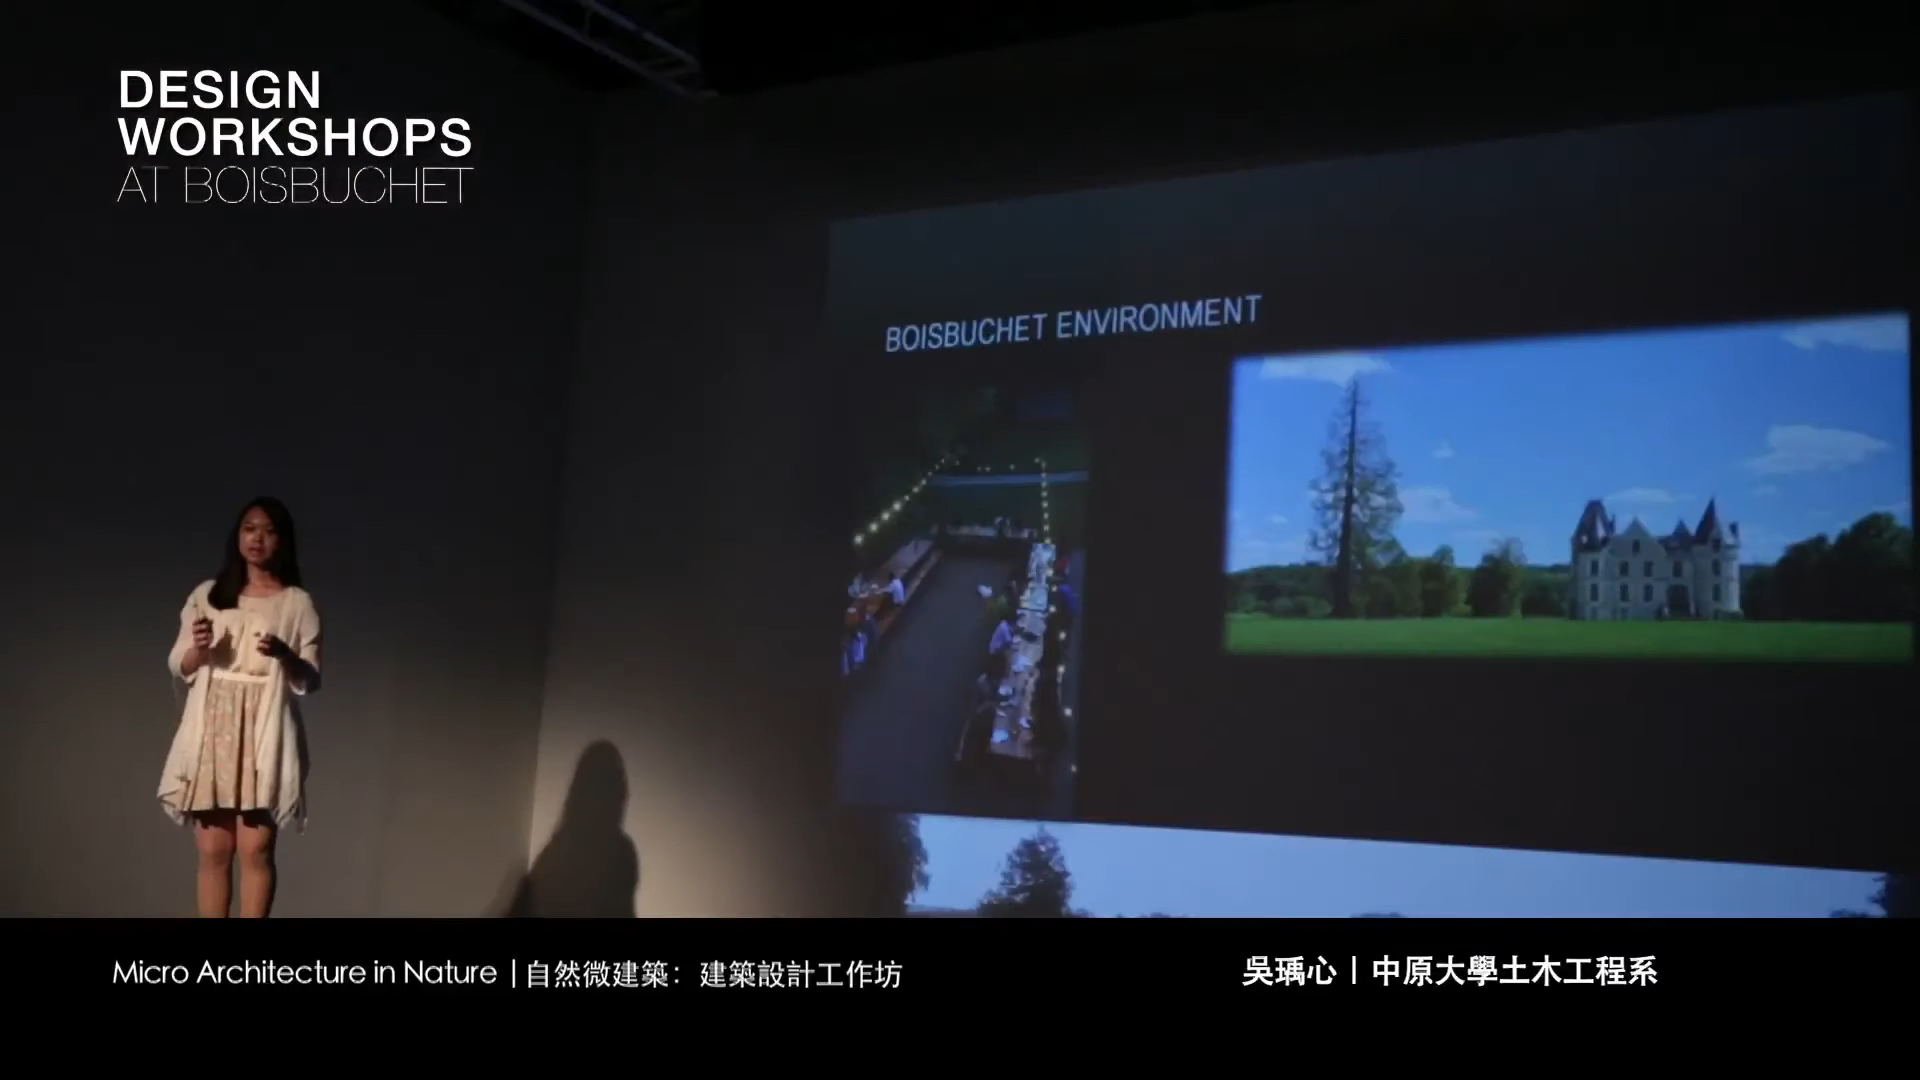 DESIGN
WORKSHOPS
AT BOISBUCHET
BOISBUCHET ENVIRONMENT
Micro Architecture in Nature | 自然微建築：建築設計工作坊
吳瑀心 | 中原大學土木工程系